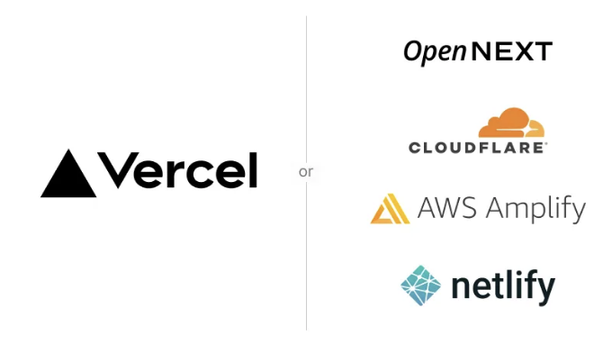 Vercel
or
OpenNEXT
CLOUDFLARE
AWS Amplify
netlify